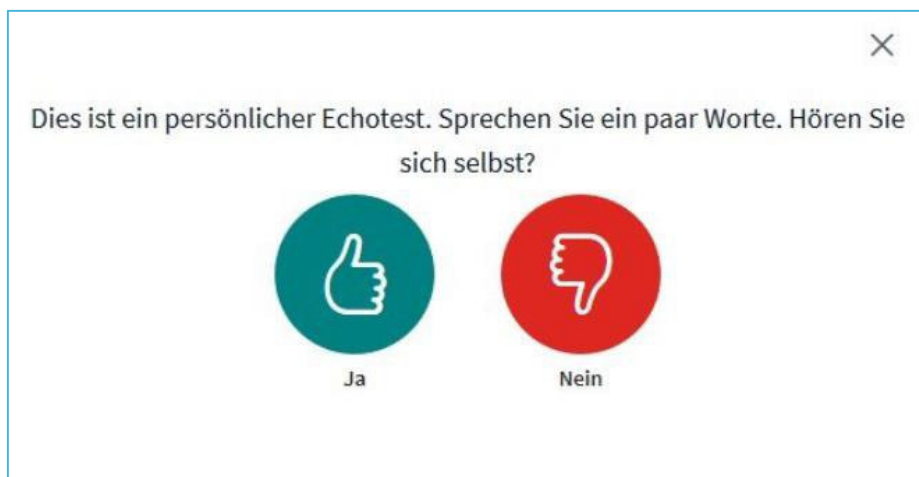 Dies ist ein persönlicher Echotest. Sprechen Sie ein paar Worte. Hören Sie
sich selbst?
Ja
Nein